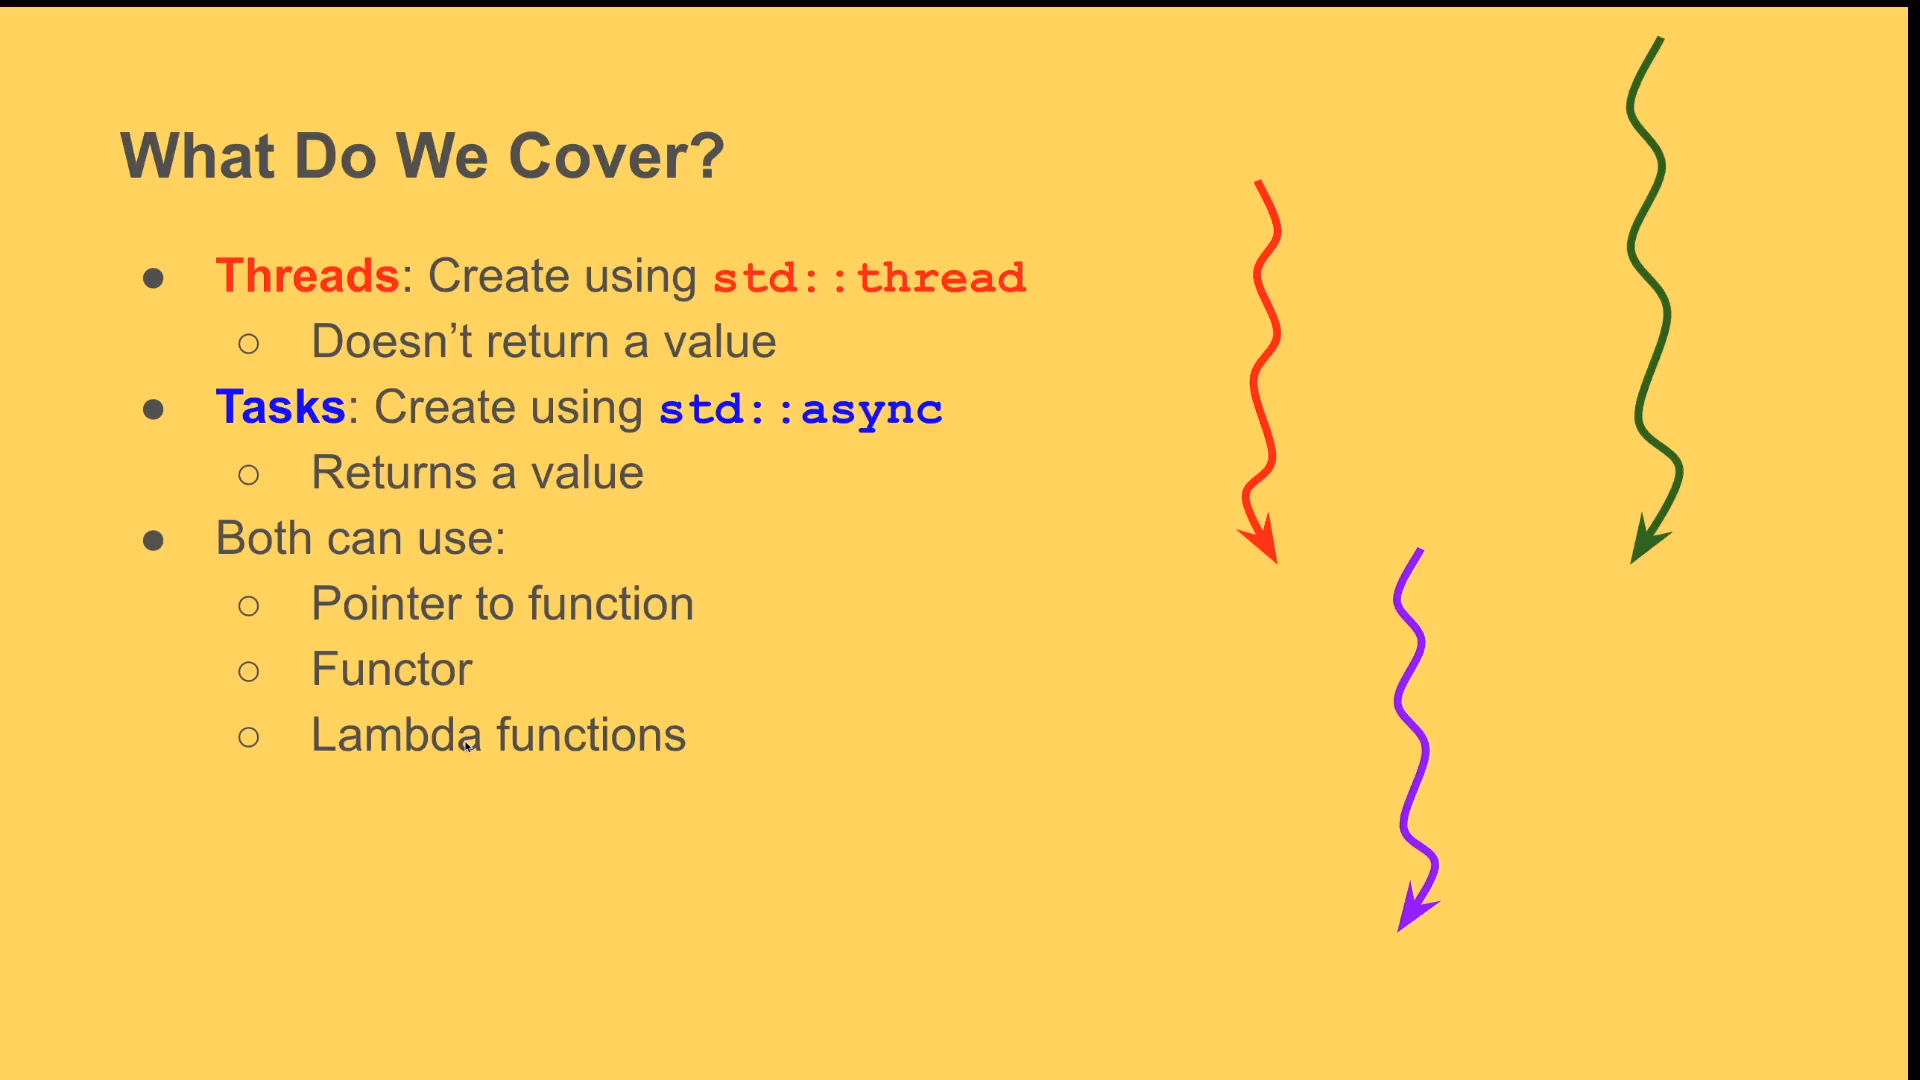 What Do We Cover?
● Threads: Create using std::thread
○ Doesn’t return a value
● Tasks: Create using std::async
○ Returns a value
● Both can use:
○ Pointer to function
○ Functor
○ Lambda functions